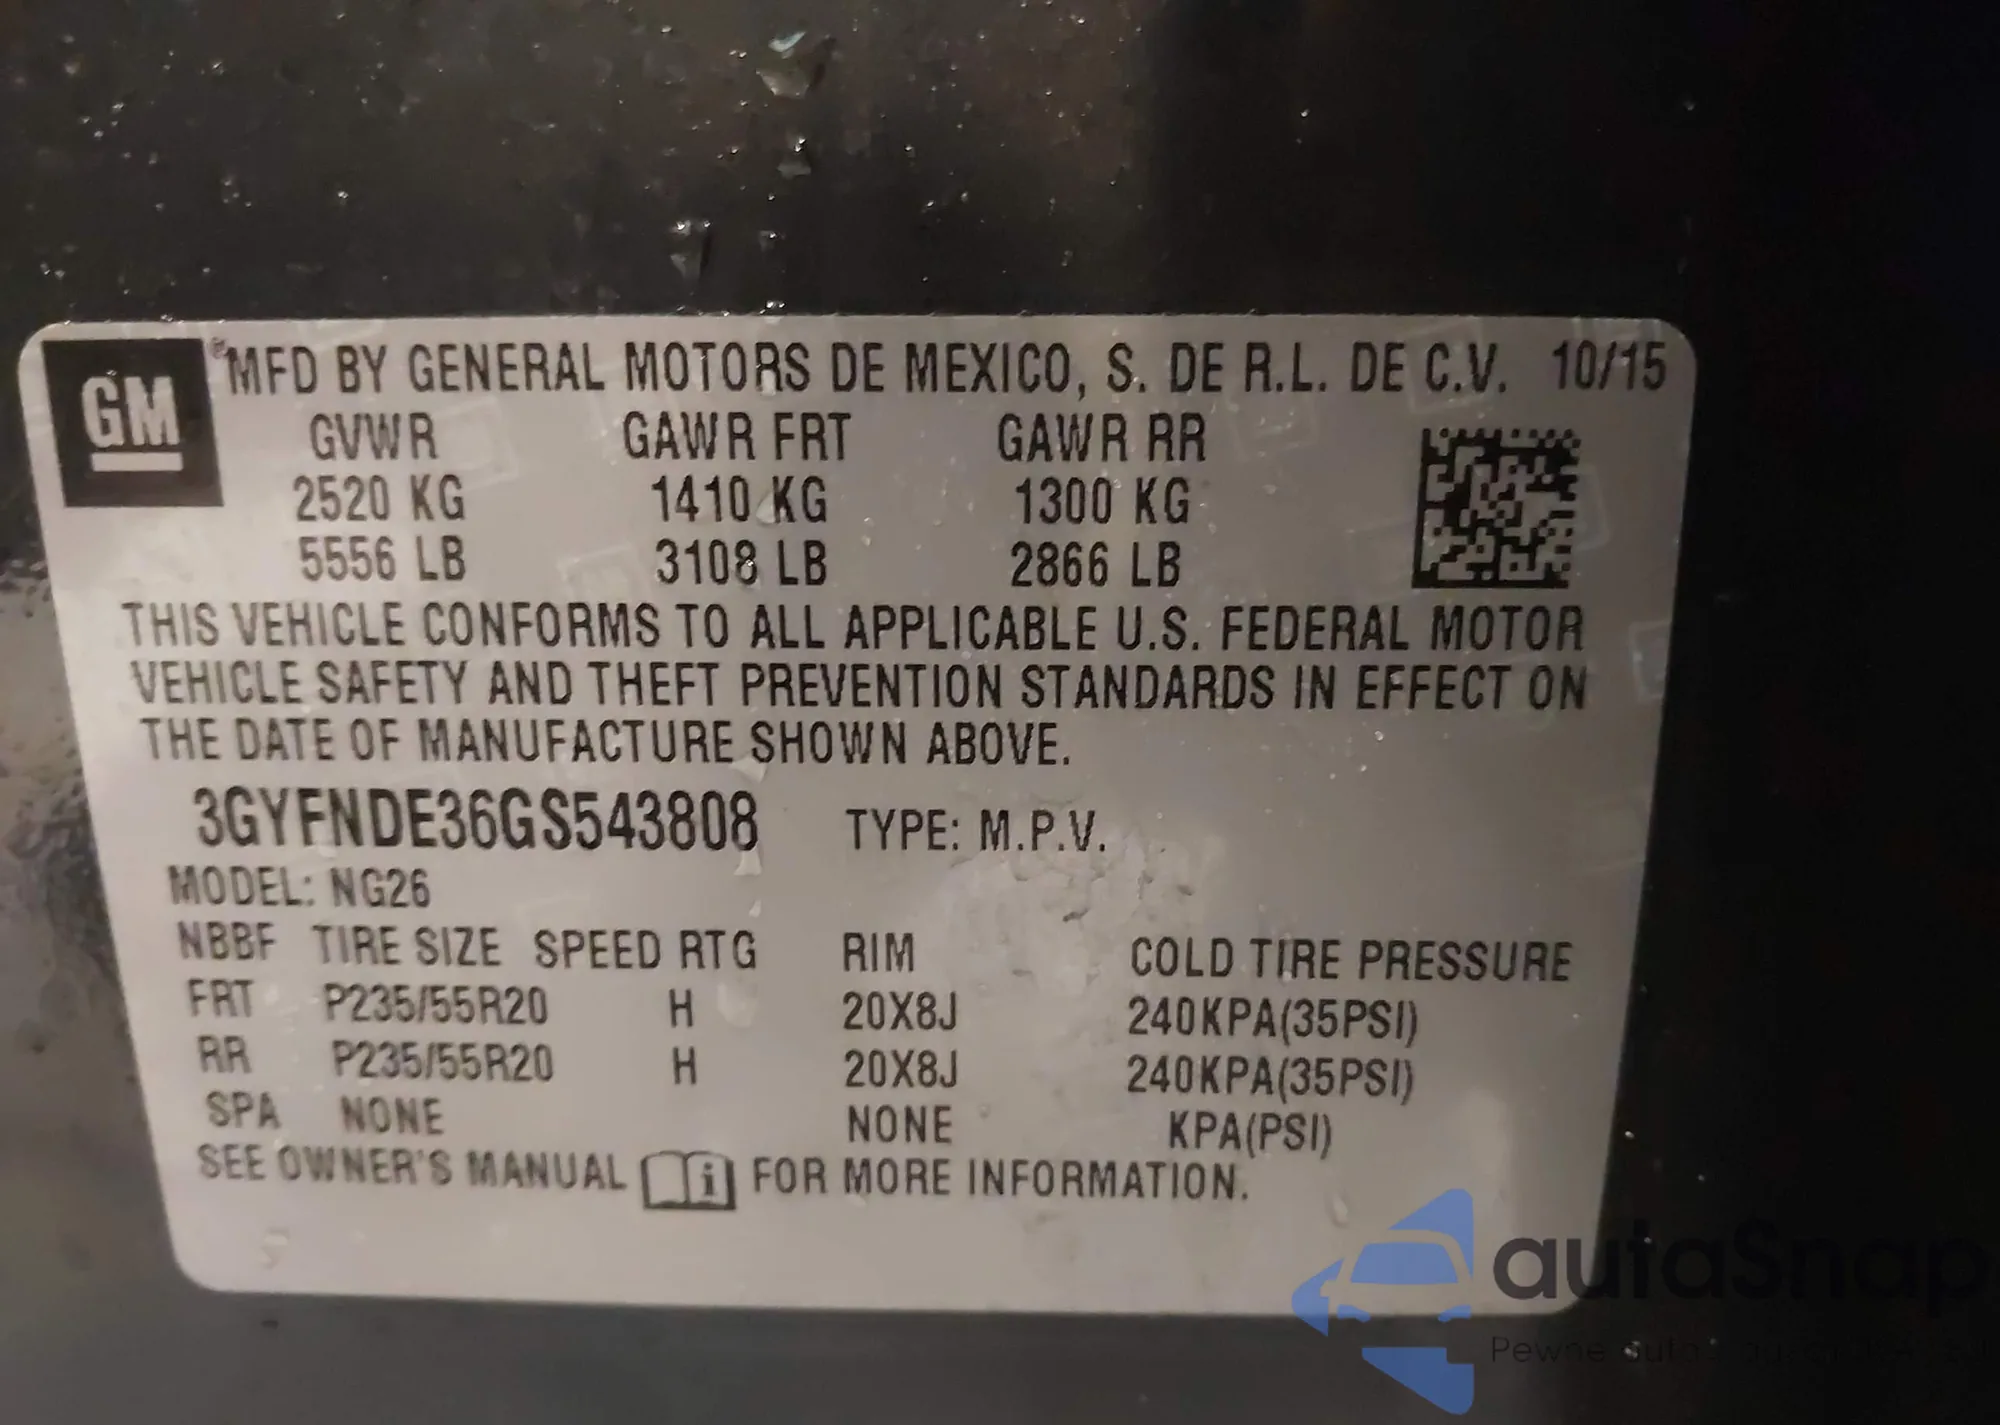 GM
®MFD BY GENERAL MOTORS DE MEXICO, S. DE R.L. DE C.V. 10/15
GVWR GAWR FRT GAWR RR
2520 KG 1410 KG 1300 KG
5556 LB 3108 LB 2866 LB
THIS VEHICLE CONFORMS TO ALL APPLICABLE U.S. FEDERAL MOTOR
VEHICLE SAFETY AND THEFT PREVENTION STANDARDS IN EFFECT ON
THE DATE OF MANUFACTURE SHOWN ABOVE.
3GYFNDE36GS543808 TYPE: M.P.V.
MODEL: NG26
NBBF TIRE SIZE SPEED RTG RIM COLD TIRE PRESSURE
FRT P235/55R20 H 20X8J 240KPA(35PSI)
RR P235/55R20 H 20X8J 240KPA(35PSI)
SPA NONE NONE KPA(PSI)
SEE OWNER'S MANUAL i FOR MORE INFORMATION.
autaSnap
Pewne auta